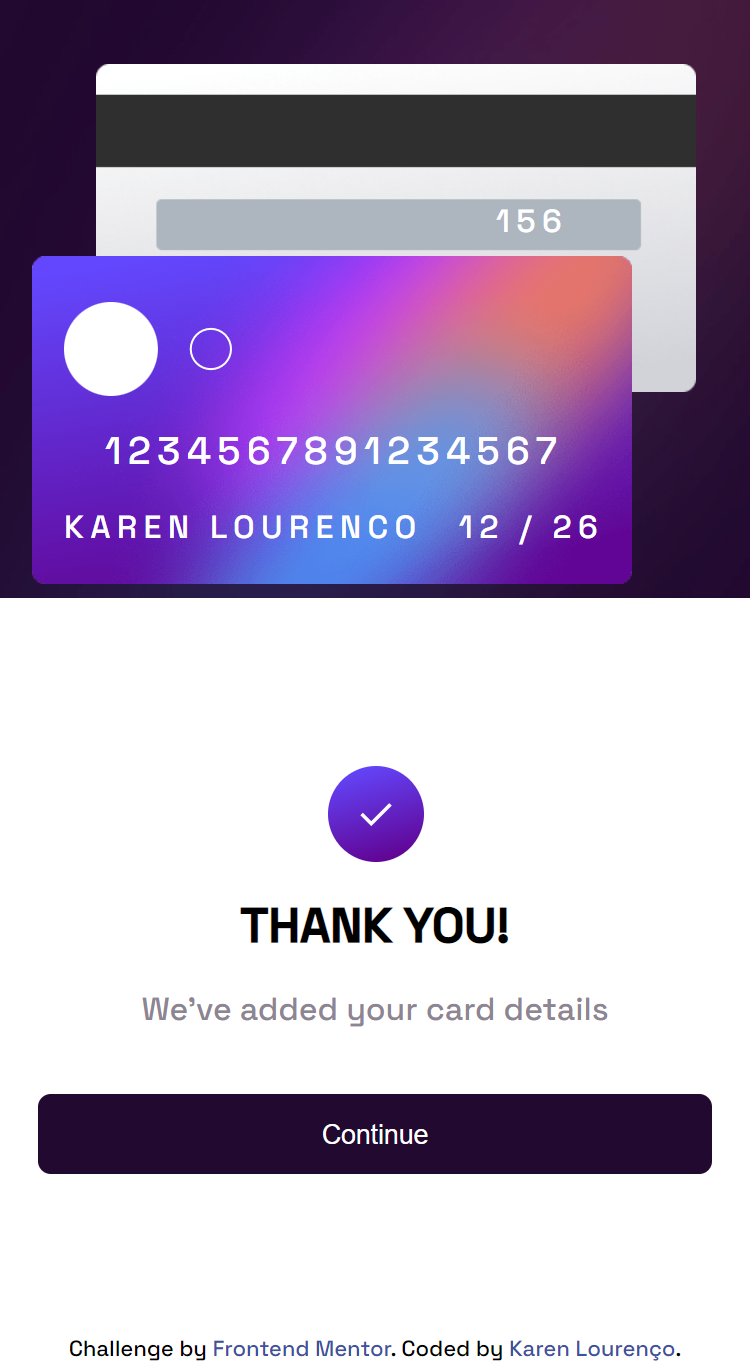 156
1234567891234567
KAREN LOURENCO 12 / 26
THANK YOU!
We've added your card details
Continue
Challenge by Frontend Mentor. Coded by Karen Lourenço.